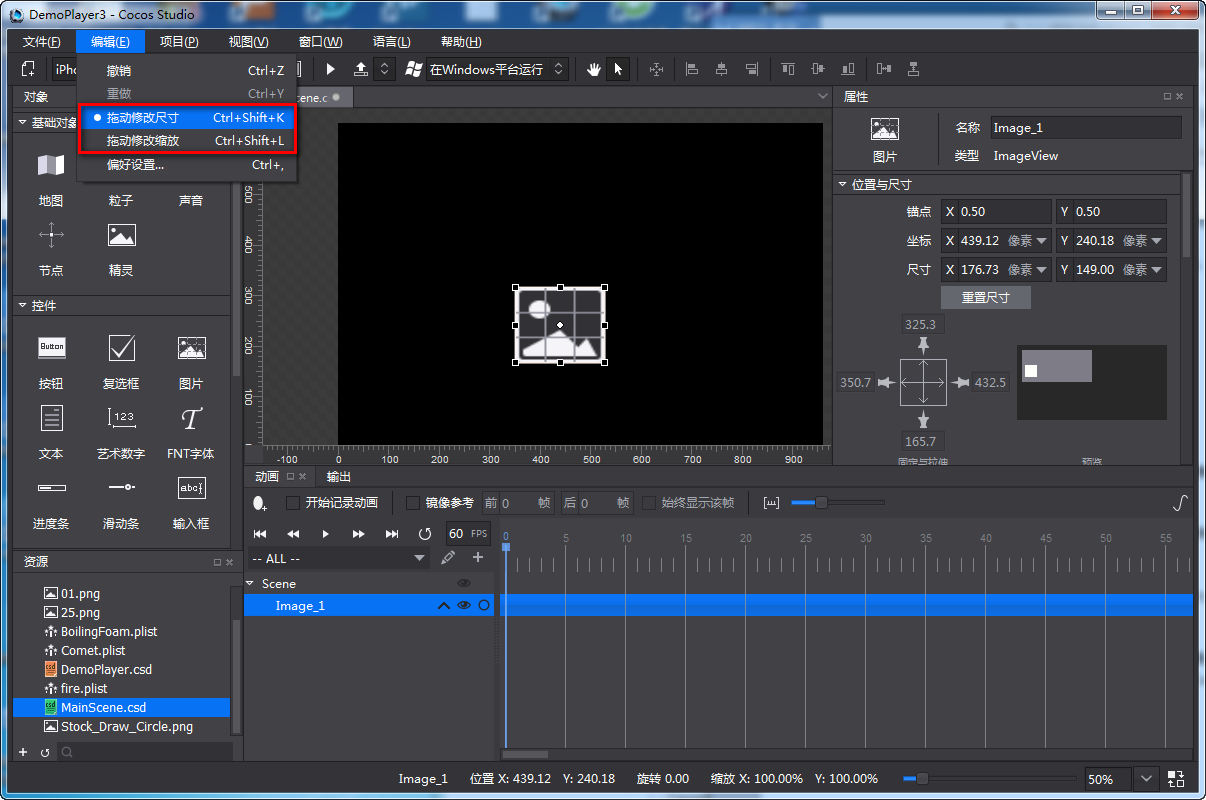 DemoPlayer3 - Cocos Studio
文件(F) 编辑(E) 项目(P) 视图(V) 窗口(W) 语言(L) 帮助(H)
在Windows平台运行
撤销 Ctrl+Z
重做 Ctrl+Y
拖动修改尺寸 Ctrl+Shift+K
拖动修改缩放 Ctrl+Shift+L
偏好设置... Ctrl+,
对象
基础对象
地图 粒子 声音
节点 精灵
控件
Button
按钮 复选框 图片
123
文本 艺术数字 FNT字体
abc
进度条 滑动条 输入框
资源
01.png
25.png
BoilingFoam.plist
Comet.plist
DemoPlayer.csd
fire.plist
MainScene.csd
Stock_Draw_Circle.png
500
400
300
200
100
-100 0 100 200 300 400 500 600 700 800 900
属性
图片
名称 Image_1
类型 ImageView
位置与尺寸
锚点 X 0.50 Y 0.50
坐标 X 439.12 像素 Y 240.18 像素
尺寸 X 176.73 像素 Y 149.00 像素
重置尺寸
325.3
350.7 432.5
165.7
固定与拉伸 预览
动画 输出
开始记录动画 镜像参考 前 0 帧 后 0 帧 始终显示该帧
60 FPS
-- ALL --
0 5 10 15 20 25 30 35 40 45 50 55
Scene
Image_1
Image_1 位置 X: 439.12 Y: 240.18 旋转 0.00 缩放 X: 100.00% Y: 100.00% 50%